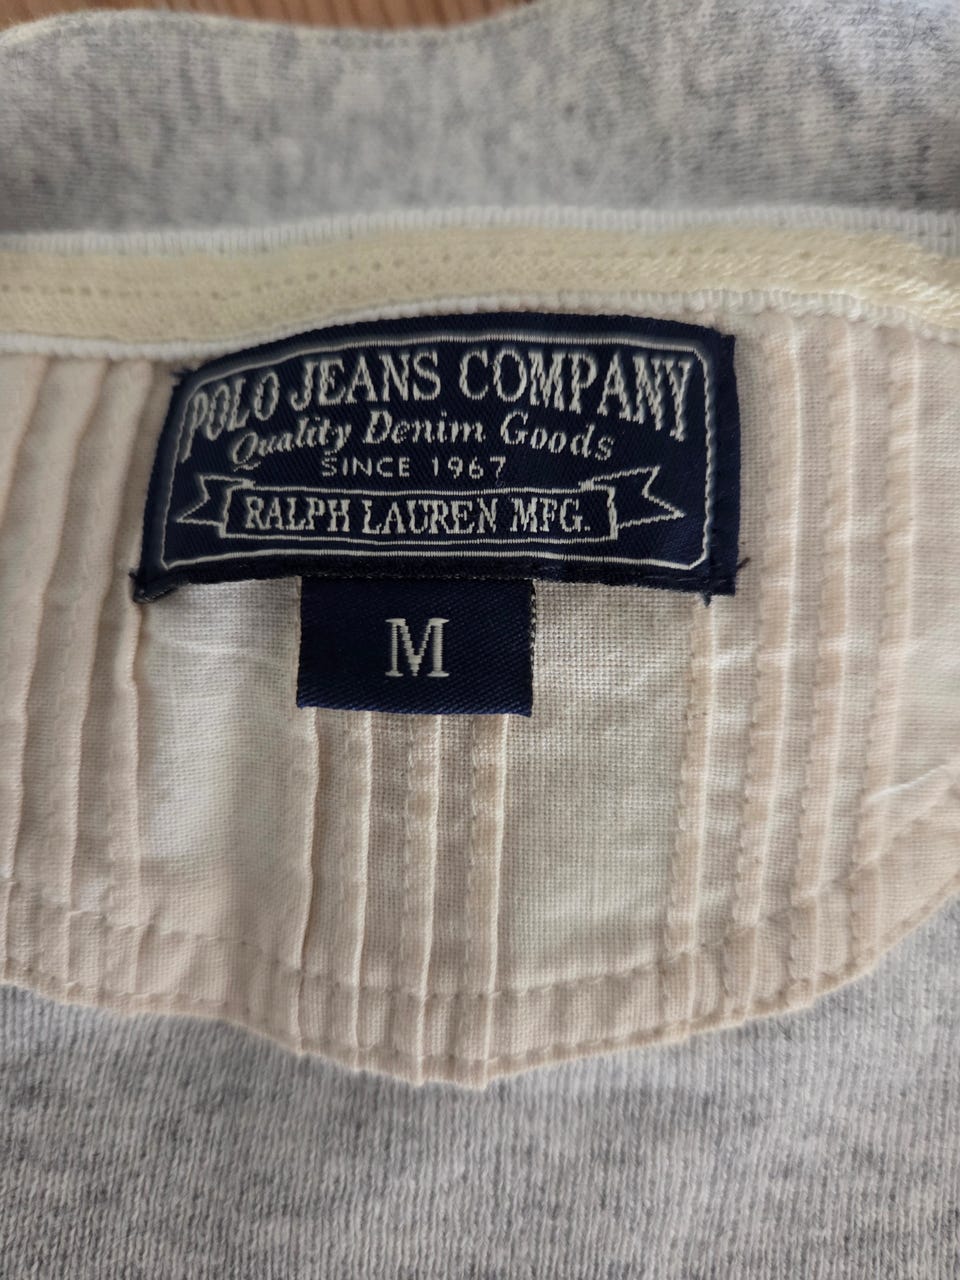 POLO JEANS COMPANY
Quality Denim Goods
SINCE 1967
RALPH LAUREN MFG.
M